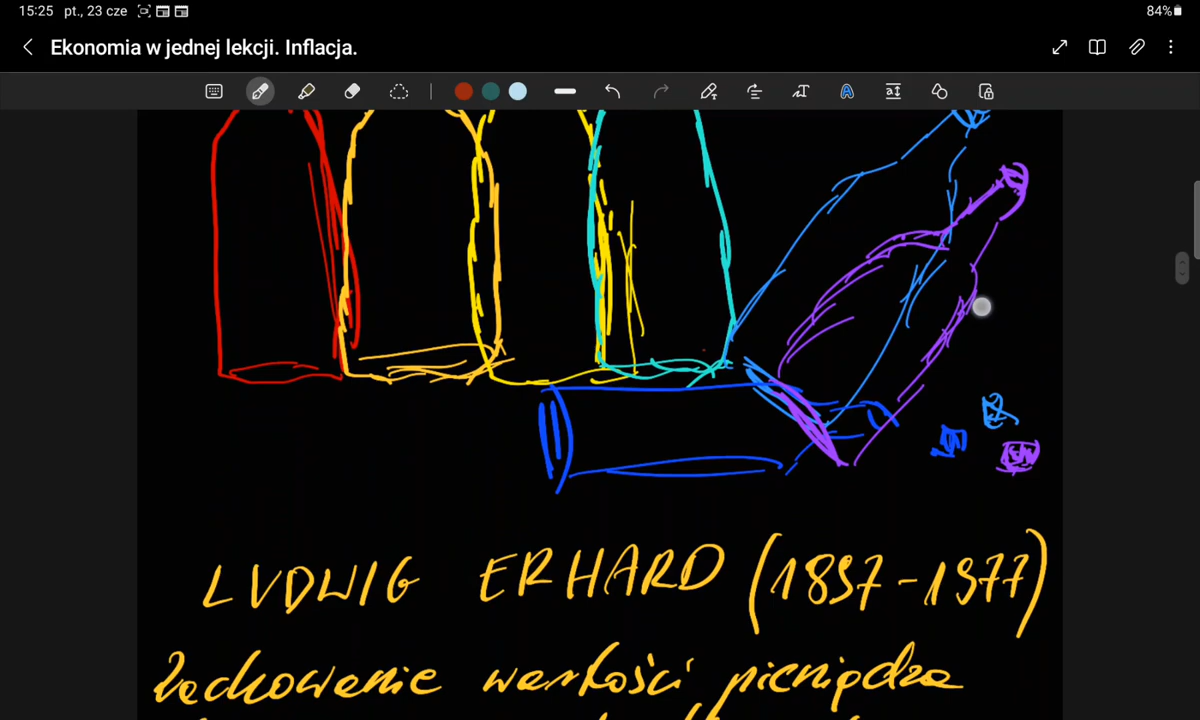 15:25 pt., 23 cze 84%
Ekonomia w jednej lekcji. Inflacja.
LUDWIG ERHARD (1897-1977)
Zachowanie wartości pieniądza